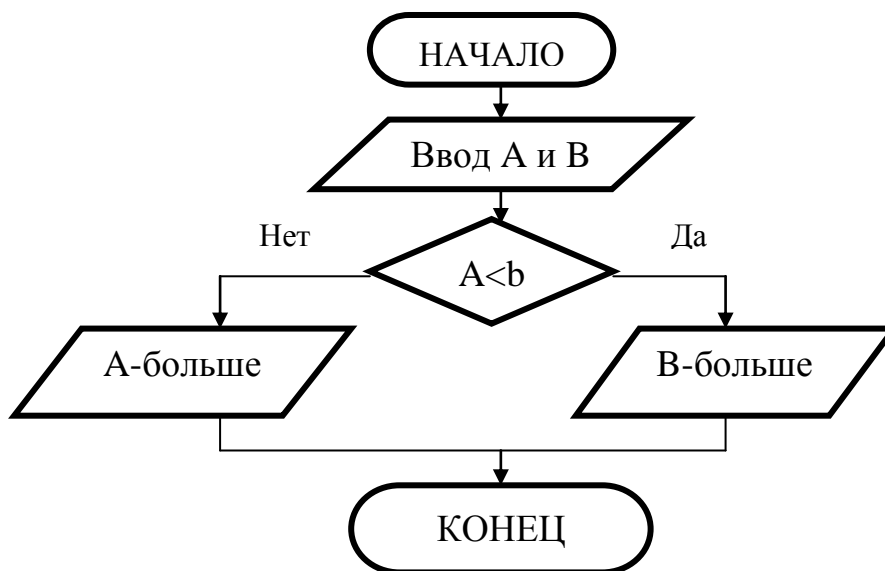 НАЧАЛО
Ввод А и В
Нет
Да
A<b
А-больше
В-больше
КОНЕЦ